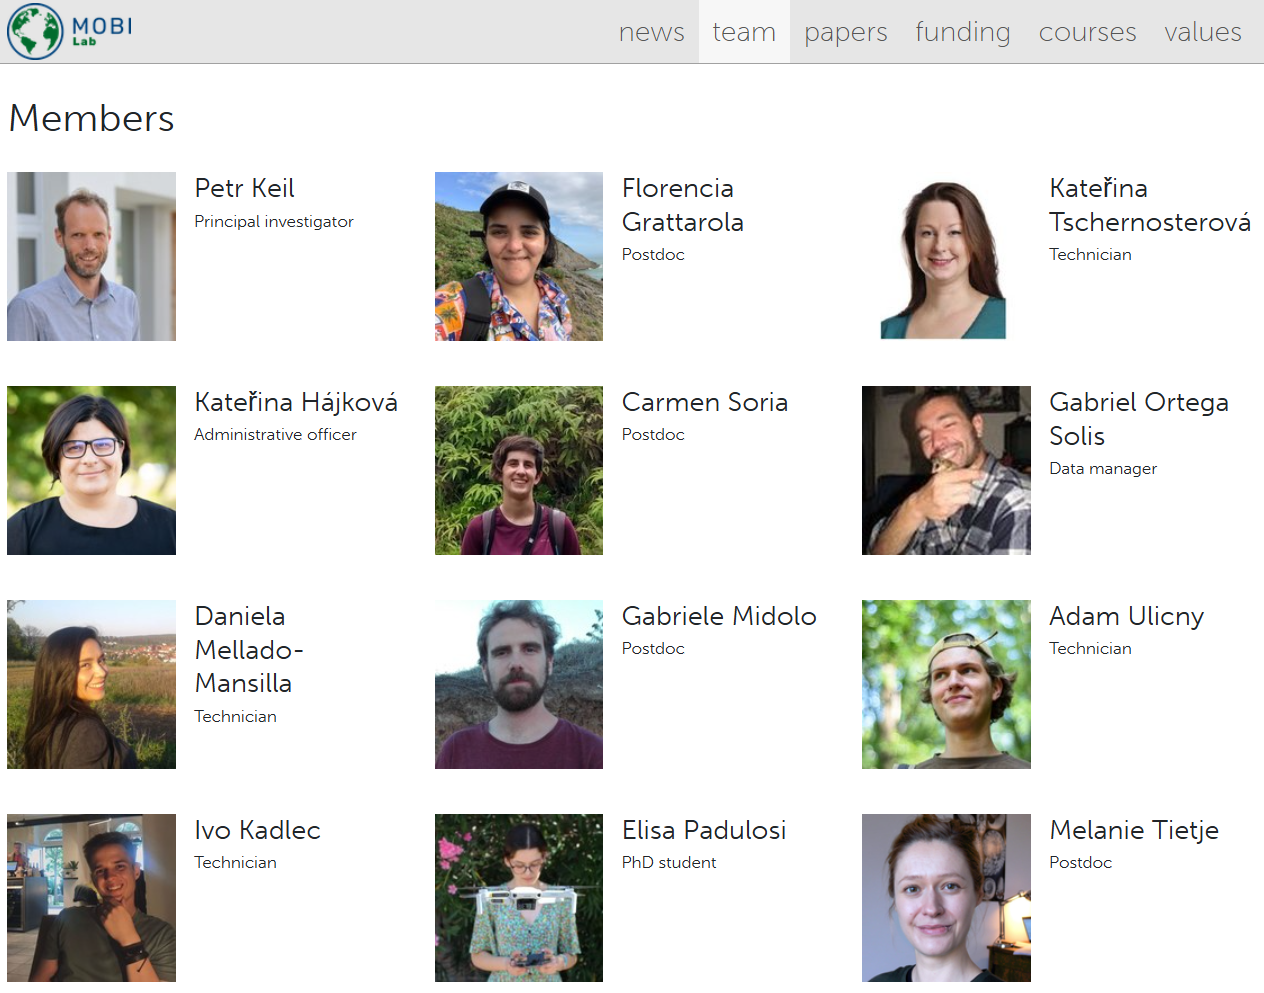 MOBI
Lab
news team papers funding courses values
Members
Petr Keil
Principal investigator
Florencia
Grattarola
Postdoc
Kateřina
Tschernosterová
Technician
Kateřina Hájková
Administrative officer
Carmen Soria
Postdoc
Gabriel Ortega
Solis
Data manager
Daniela
Mellado-
Mansilla
Technician
Gabriele Midolo
Postdoc
Adam Ulicny
Technician
Ivo Kadlec
Technician
Elisa Padulosi
PhD student
Melanie Tietje
Postdoc